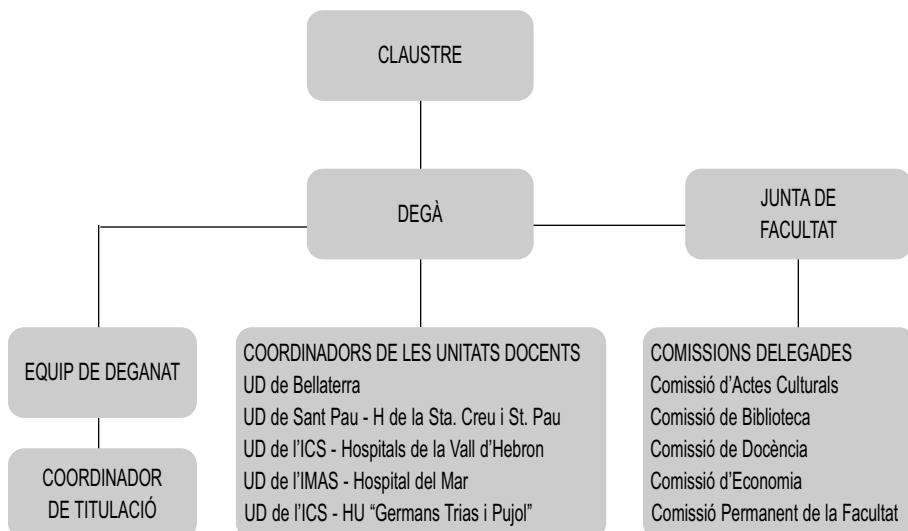 CLAUSTRE
DEGÀ
JUNTA DE
FACULTAT
EQUIP DE DEGANAT
COORDINADOR
DE TITULACIÓ
COORDINADORS DE LES UNITATS DOCENTS
UD de Bellaterra
UD de Sant Pau - H de la Sta. Creu i St. Pau
UD de l’ICS - Hospitals de la Vall d’Hebron
UD de l’IMAS - Hospital del Mar
UD de l’ICS - HU “Germans Trias i Pujol”
COMISSIONS DELEGADES
Comissió d’Actes Culturals
Comissió de Biblioteca
Comissió de Docència
Comissió d’Economia
Comissió Permanent de la Facultat